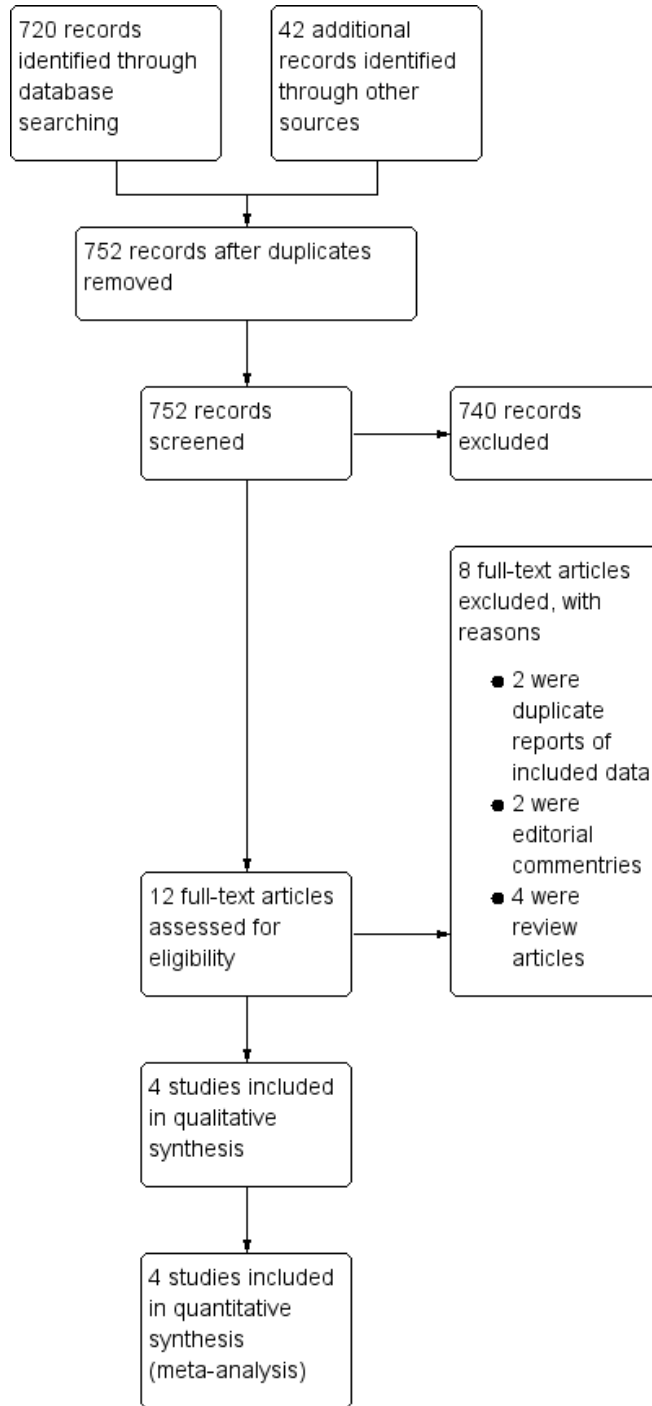 720 records
identified through
database
searching
42 additional
records identified
through other
sources
752 records after duplicates
removed
752 records
screened
740 records
excluded
8 full-text articles
excluded, with
reasons
● 2 were
duplicate
reports of
included data
● 2 were
editorial
commentries
● 4 were
review
articles
12 full-text articles
assessed for
eligibility
4 studies included
in qualitative
synthesis
4 studies included
in quantitative
synthesis
(meta-analysis)